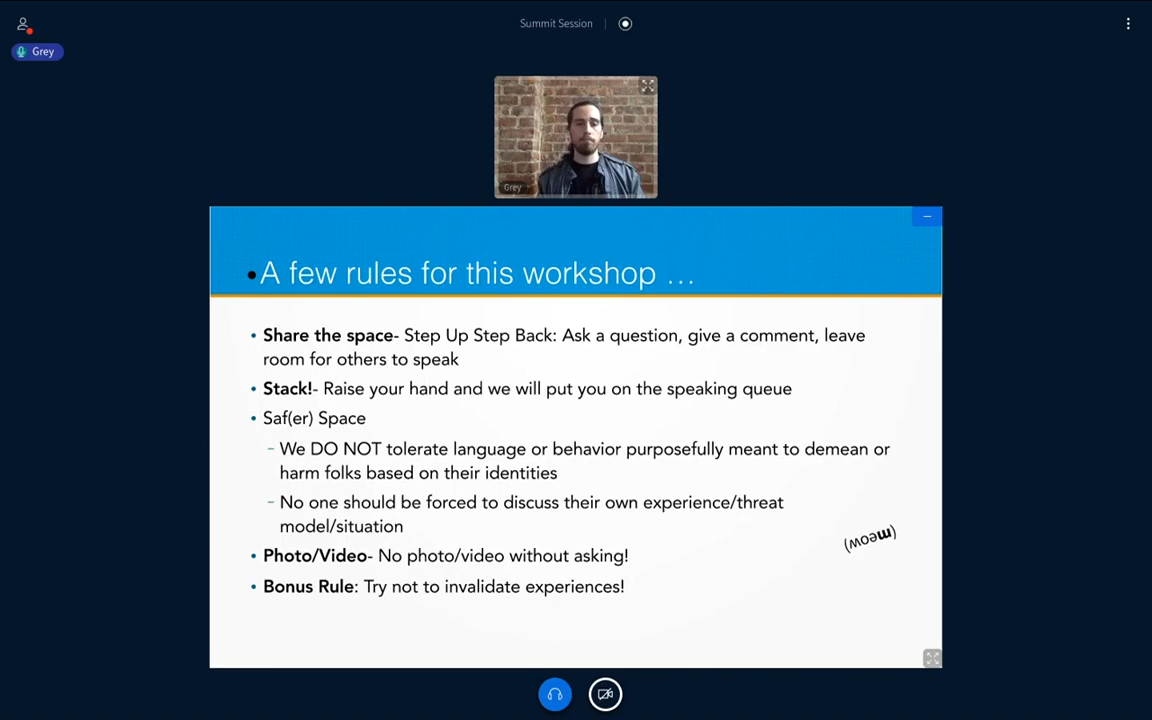 Summit Session
Grey
Grey
•A few rules for this workshop ...
• Share the space- Step Up Step Back: Ask a question, give a comment, leave
room for others to speak
• Stack!- Raise your hand and we will put you on the speaking queue
• Saf(er) Space
- We DO NOT tolerate language or behavior purposefully meant to demean or
harm folks based on their identities
- No one should be forced to discuss their own experience/threat
model/situation
(meow)
• Photo/Video- No photo/video without asking!
• Bonus Rule: Try not to invalidate experiences!